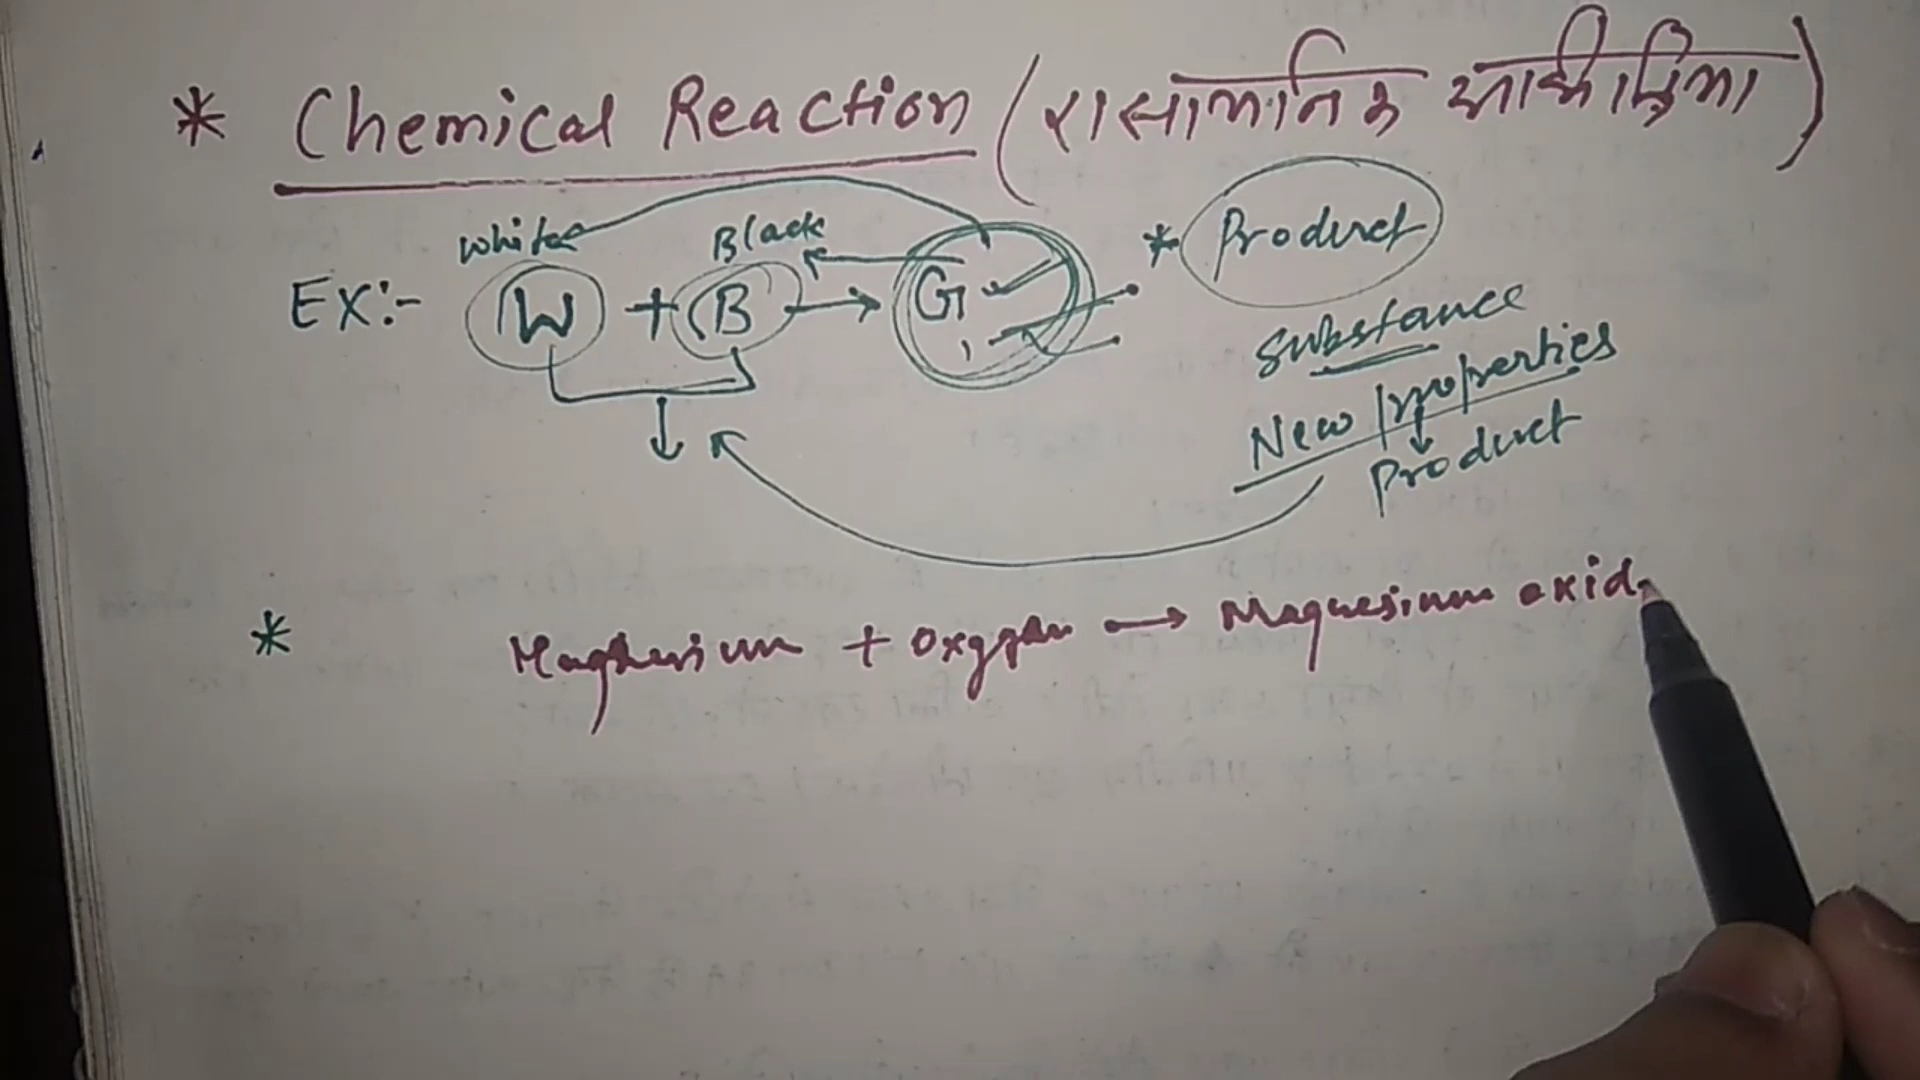 * Chemical Reaction (रासायनिक अभिक्रिया)
White Black
EX:- W + B → G * Product
Substance
New properties
Product
* Magnesium + oxygen → Magnesium oxid